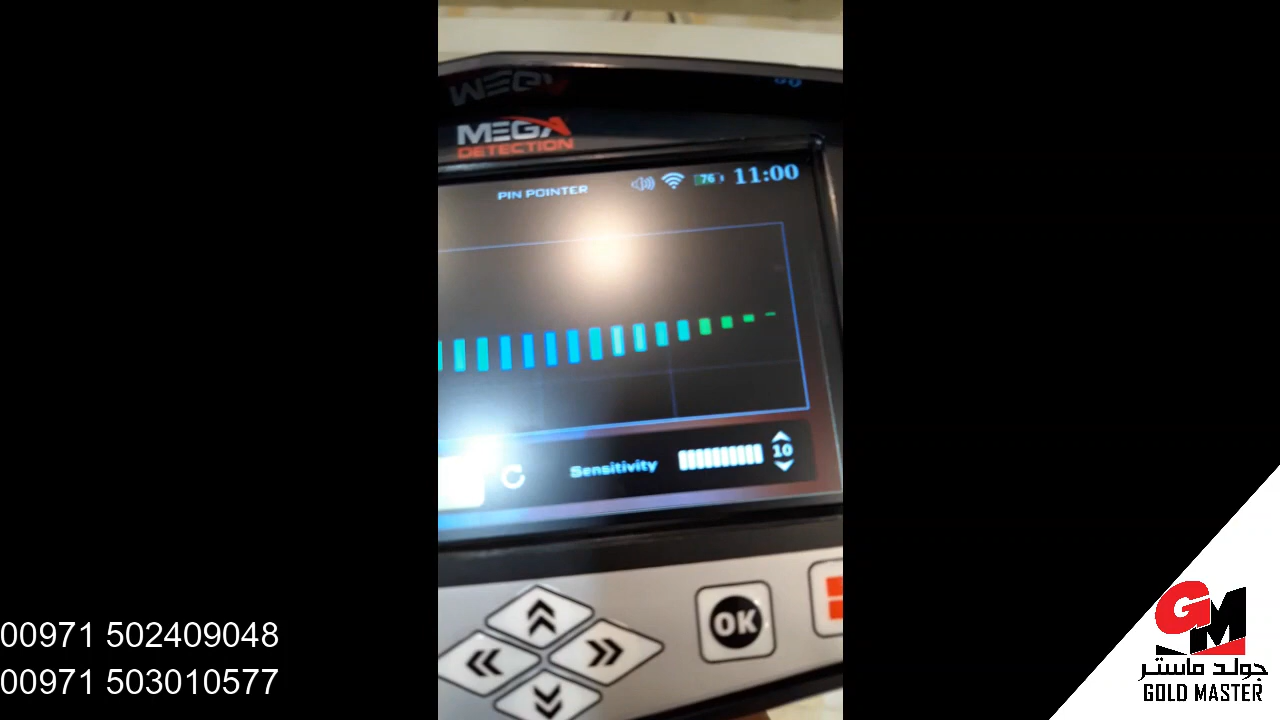 MEGA
DETECTION
PIN POINTER
76
11:00
Sensitivity
10
OK
00971 502409048
00971 503010577
GM
جولد ماستر
GOLD MASTER